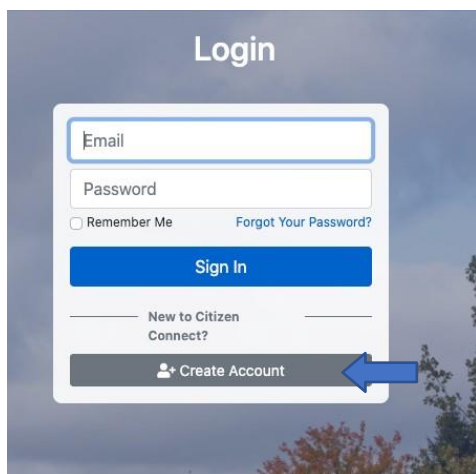 Login
Email
Password
Remember Me Forgot Your Password?
Sign In
New to Citizen
Connect?
Create Account